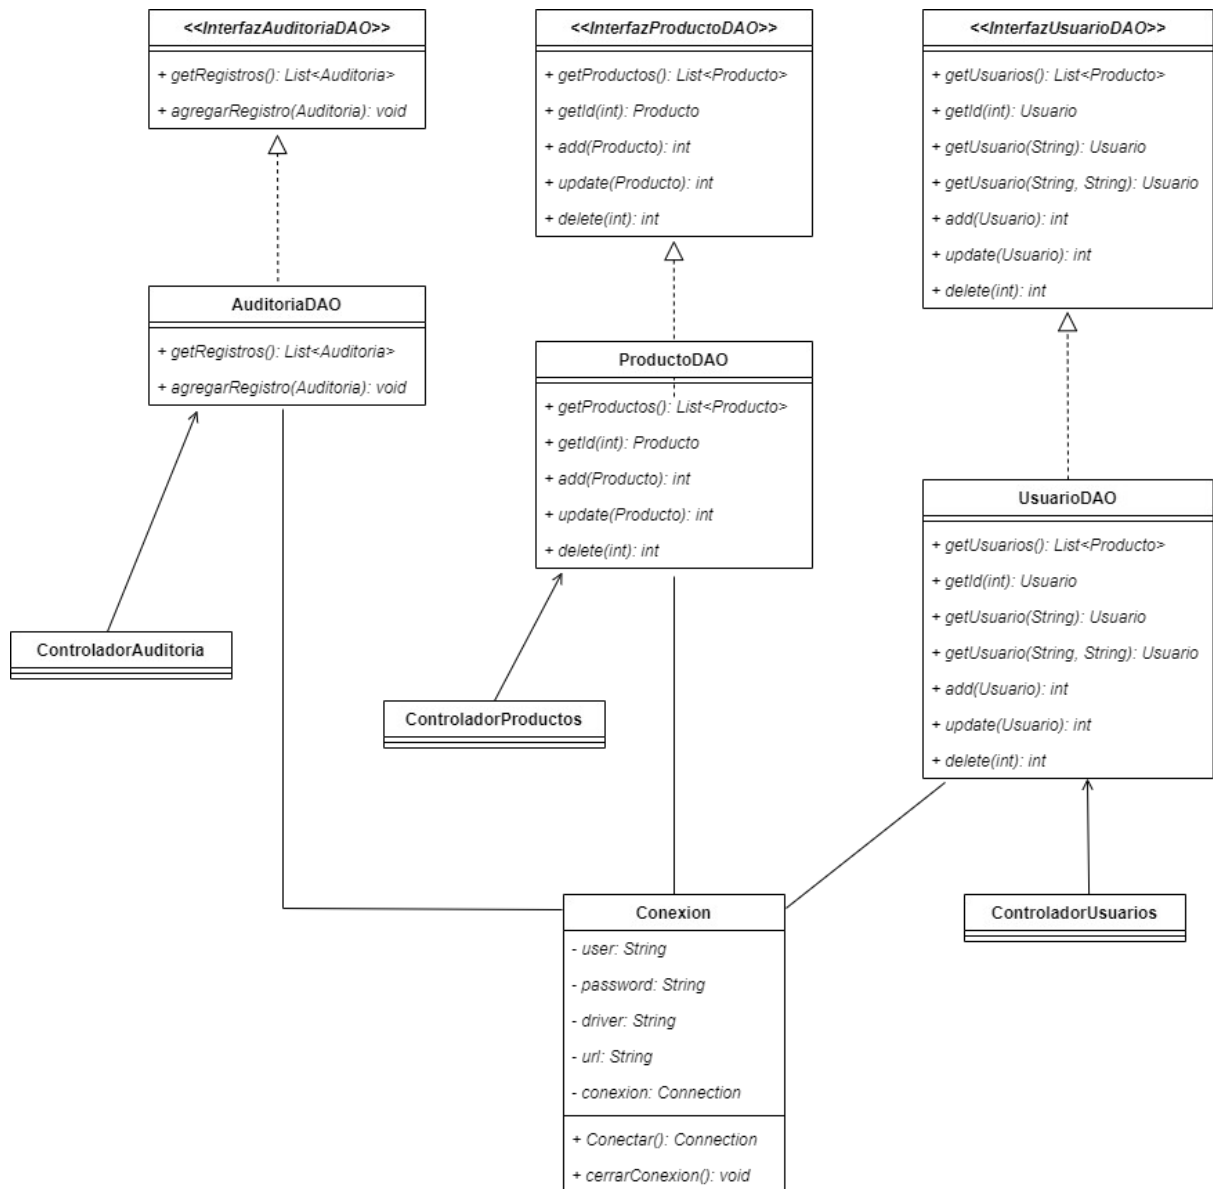 <<InterfazAuditoriaDAO>>
+ getRegistros(): List<Auditoria>
+ agregarRegistro(Auditoria): void
<<InterfazProductoDAO>>
+ getProductos(): List<Producto>
+ getId(int): Producto
+ add(Producto): int
+ update(Producto): int
+ delete(int): int
<<InterfazUsuarioDAO>>
+ getUsuarios(): List<Producto>
+ getId(int): Usuario
+ getUsuario(String): Usuario
+ getUsuario(String, String): Usuario
+ add(Usuario): int
+ update(Usuario): int
+ delete(int): int
AuditoriaDAO
+ getRegistros(): List<Auditoria>
+ agregarRegistro(Auditoria): void
ProductoDAO
+ getProductos(): List<Producto>
+ getId(int): Producto
+ add(Producto): int
+ update(Producto): int
+ delete(int): int
UsuarioDAO
+ getUsuarios(): List<Producto>
+ getId(int): Usuario
+ getUsuario(String): Usuario
+ getUsuario(String, String): Usuario
+ add(Usuario): int
+ update(Usuario): int
+ delete(int): int
ControladorAuditoria
ControladorProductos
ControladorUsuarios
Conexion
- user: String
- password: String
- driver: String
- url: String
- conexion: Connection
+ Conectar(): Connection
+ cerrarConexion(): void